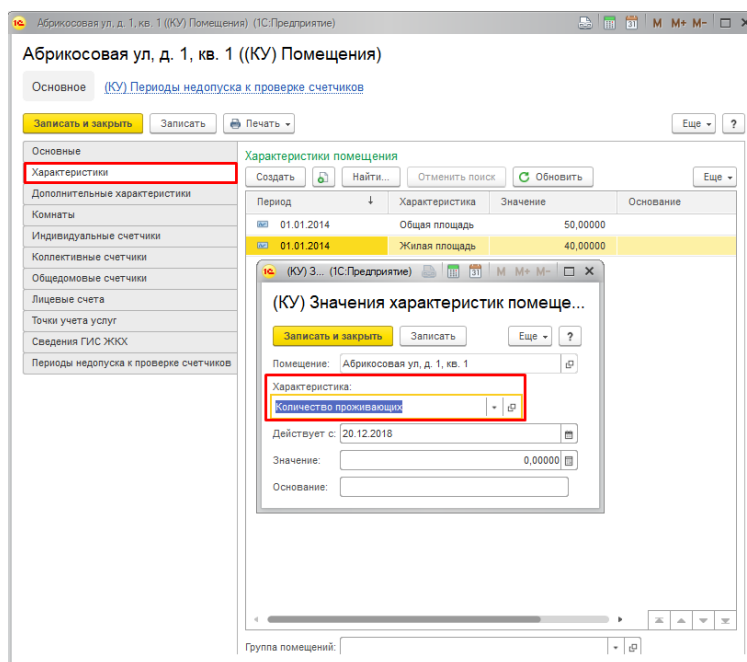 Абрикосовая ул, д. 1, кв. 1 ((КУ) Помещения) (1С:Предприятие) 31 M M+ M-
Абрикосовая ул, д. 1, кв. 1 ((КУ) Помещения)
Основное (КУ) Периоды недопуска к проверке счетчиков
Записать и закрыть Записать Печать Еще ?
Основные
Характеристики
Дополнительные характеристики
Комнаты
Индивидуальные счетчики
Коллективные счетчики
Общедомовые счетчики
Лицевые счета
Точки учета услуг
Сведения ГИС ЖКХ
Периоды недопуска к проверке счетчиков
Характеристики помещения
Создать Найти... Отменить поиск Обновить Еще
Период ↓ Характеристика Значение Основание
01.01.2014 Общая площадь 50,00000
01.01.2014 Жилая площадь 40,00000
(КУ) З... (1С:Предприятие) 31 M M+ M-
(КУ) Значения характеристик помеще...
Записать и закрыть Записать Еще ?
Помещение: Абрикосовая ул, д. 1, кв. 1
Характеристика:
Количество проживающих
Действует с: 20.12.2018
Значение: 0,00000
Основание:
Группа помещений: